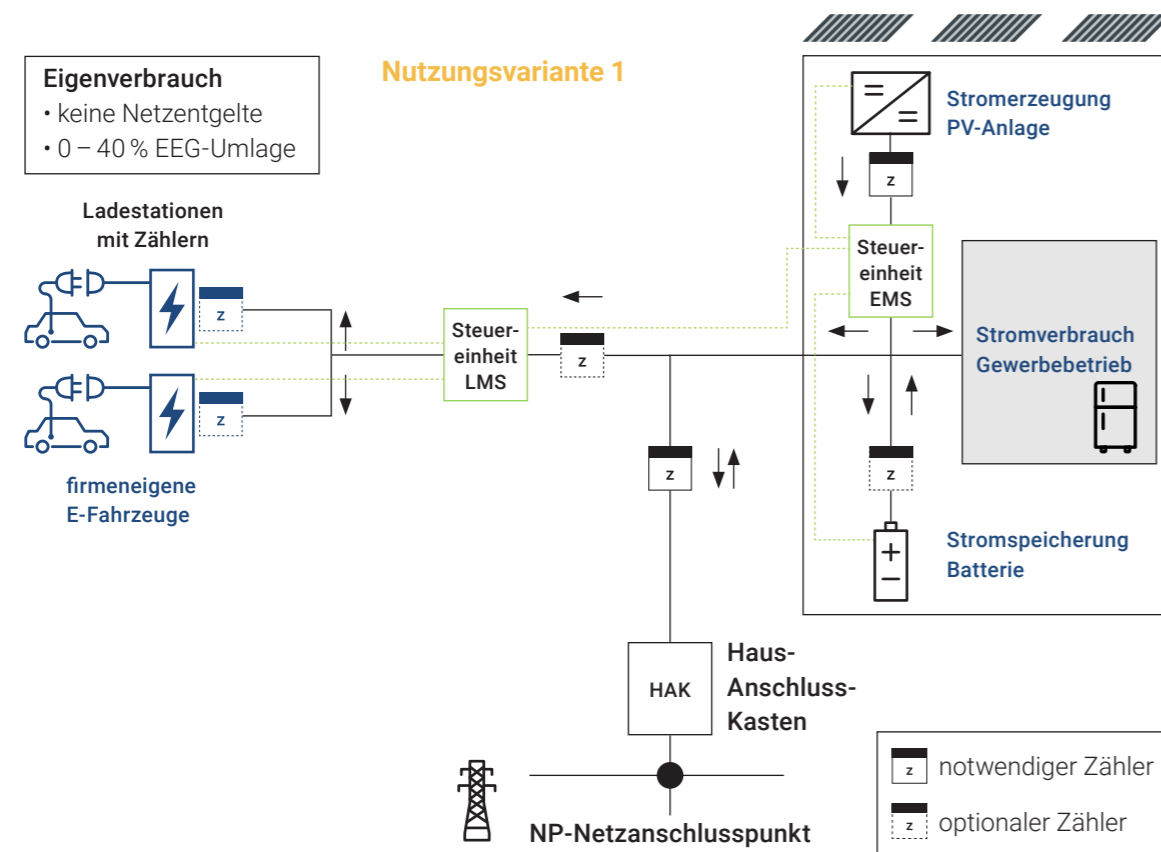 Nutzungsvariante 1
Eigenverbrauch
• keine Netzentgelte
• 0 – 40 % EEG-Umlage
Stromerzeugung
PV-Anlage
z
Ladestationen
mit Zählern
z
z
Steuer-
einheit
LMS
z
Steuer-
einheit
EMS
Stromverbrauch
Gewerbebetrieb
z
z
firmeneigene
E-Fahrzeuge
Stromspeicherung
Batterie
HAK
Haus-
Anschluss-
Kasten
NP-Netzanschlusspunkt
z notwendiger Zähler
z optionaler Zähler